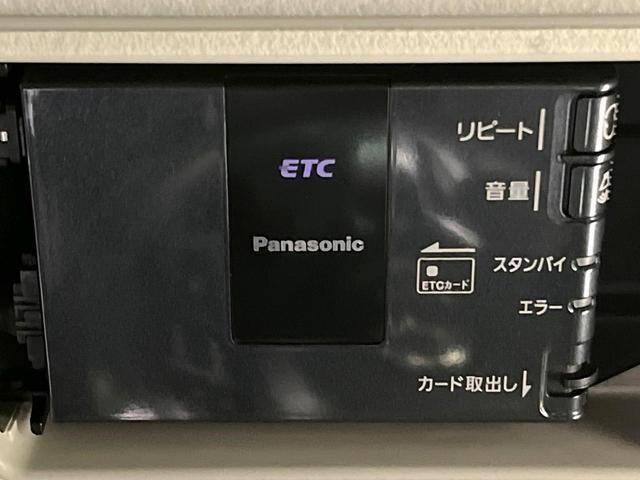 リピート
ETC
音量
Panasonic
スタンバイ
ETCカード
エラー
カード取出し